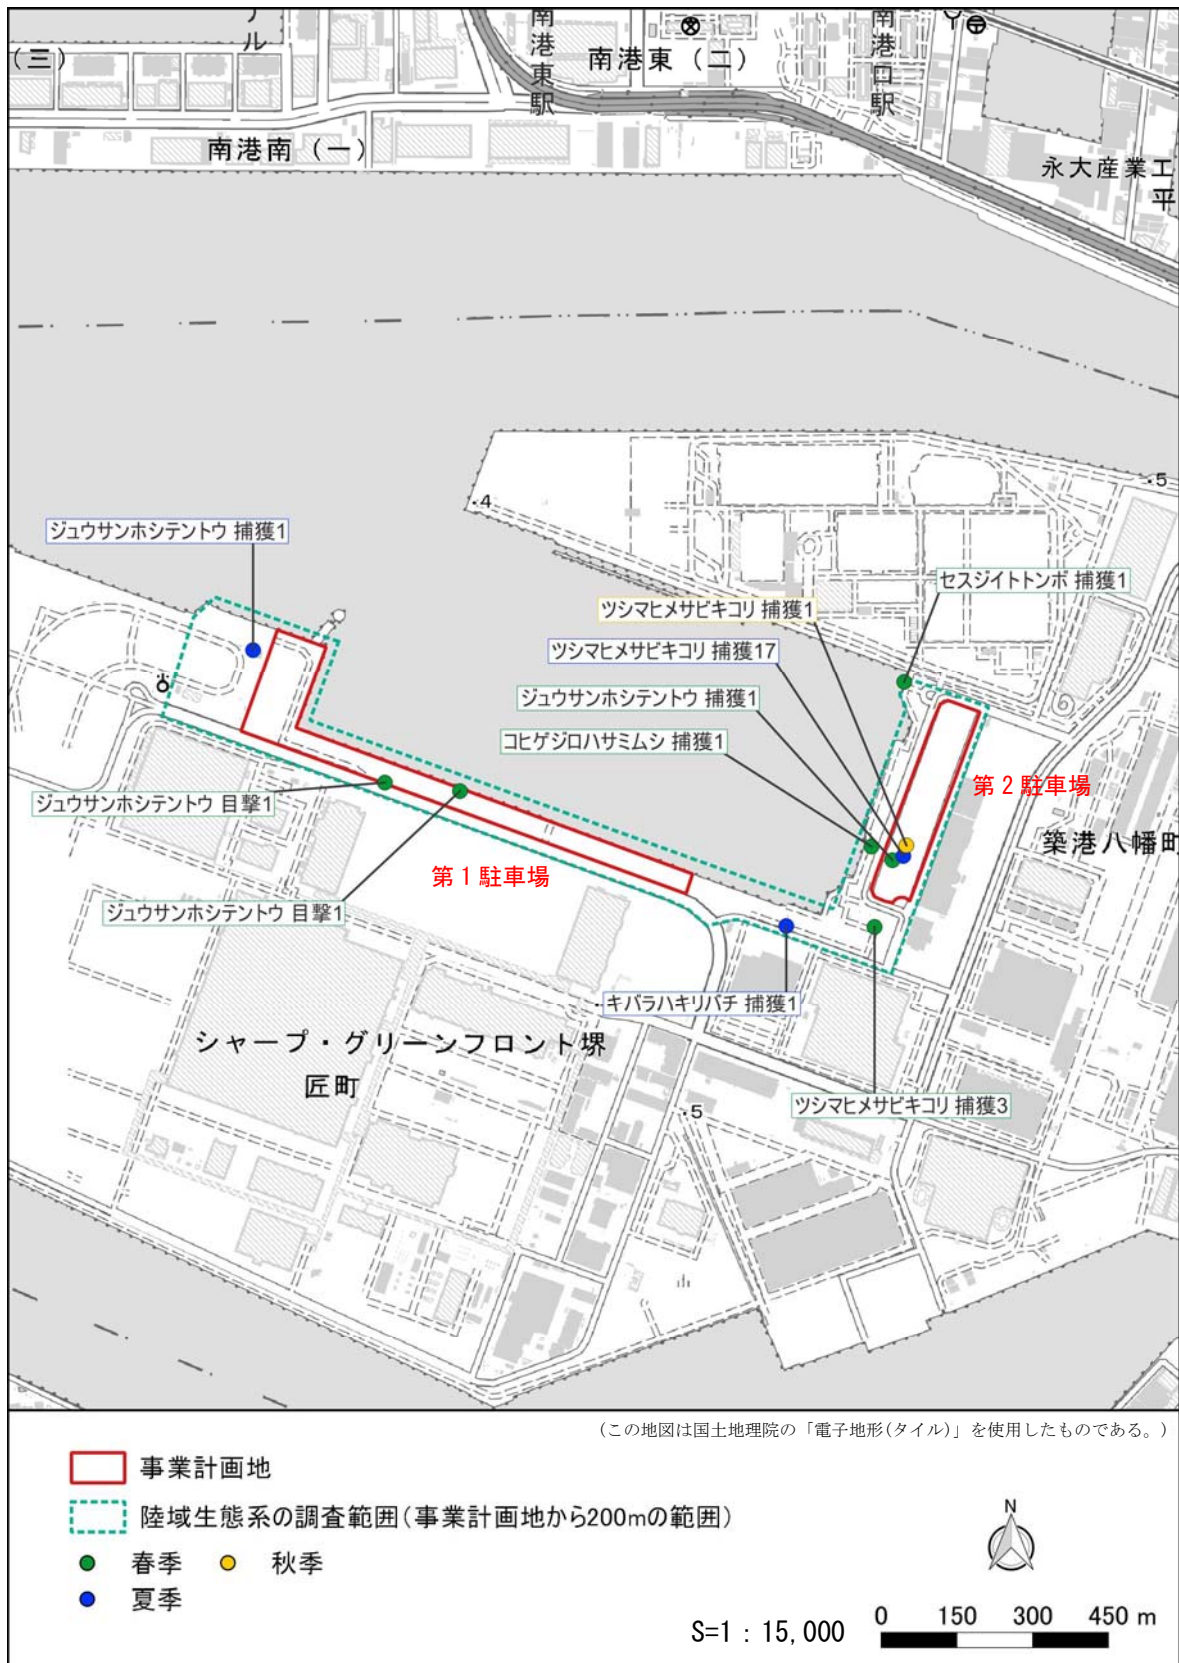 (三)
ナル
南港東駅
南港東（二）
南港口駅
南港南（一）
永大産業工
平
・4
・5
ジュウサンホシテントウ 捕獲1
セスジイトトンボ 捕獲1
ツシマヒメサビキコリ 捕獲1
ツシマヒメサビキコリ 捕獲17
ジュウサンホシテントウ 捕獲1
コヒゲジロハサミムシ 捕獲1
第2駐車場
ジュウサンホシテントウ 目撃1
築港八幡町
第1駐車場
ジュウサンホシテントウ 目撃1
キバラハキリバチ 捕獲1
シャープ・グリーンフロント堺
匠町
ツシマヒメサビキコリ 捕獲3
・5
(この地図は国土地理院の「電子地形(タイル)」を使用したものである。)
事業計画地
陸域生態系の調査範囲(事業計画地から200mの範囲)
春季 秋季
夏季
N
S=1：15,000
0 150 300 450 m